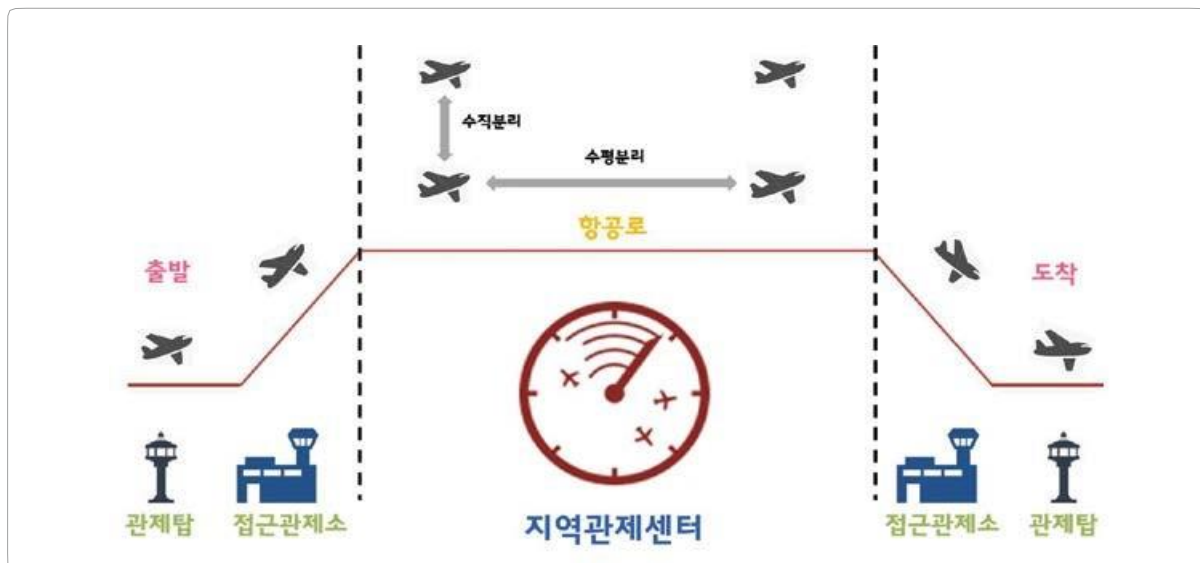 수직분리
수평분리
항공로
출발
도착
관제탑
접근관제소
지역관제센터
접근관제소
관제탑